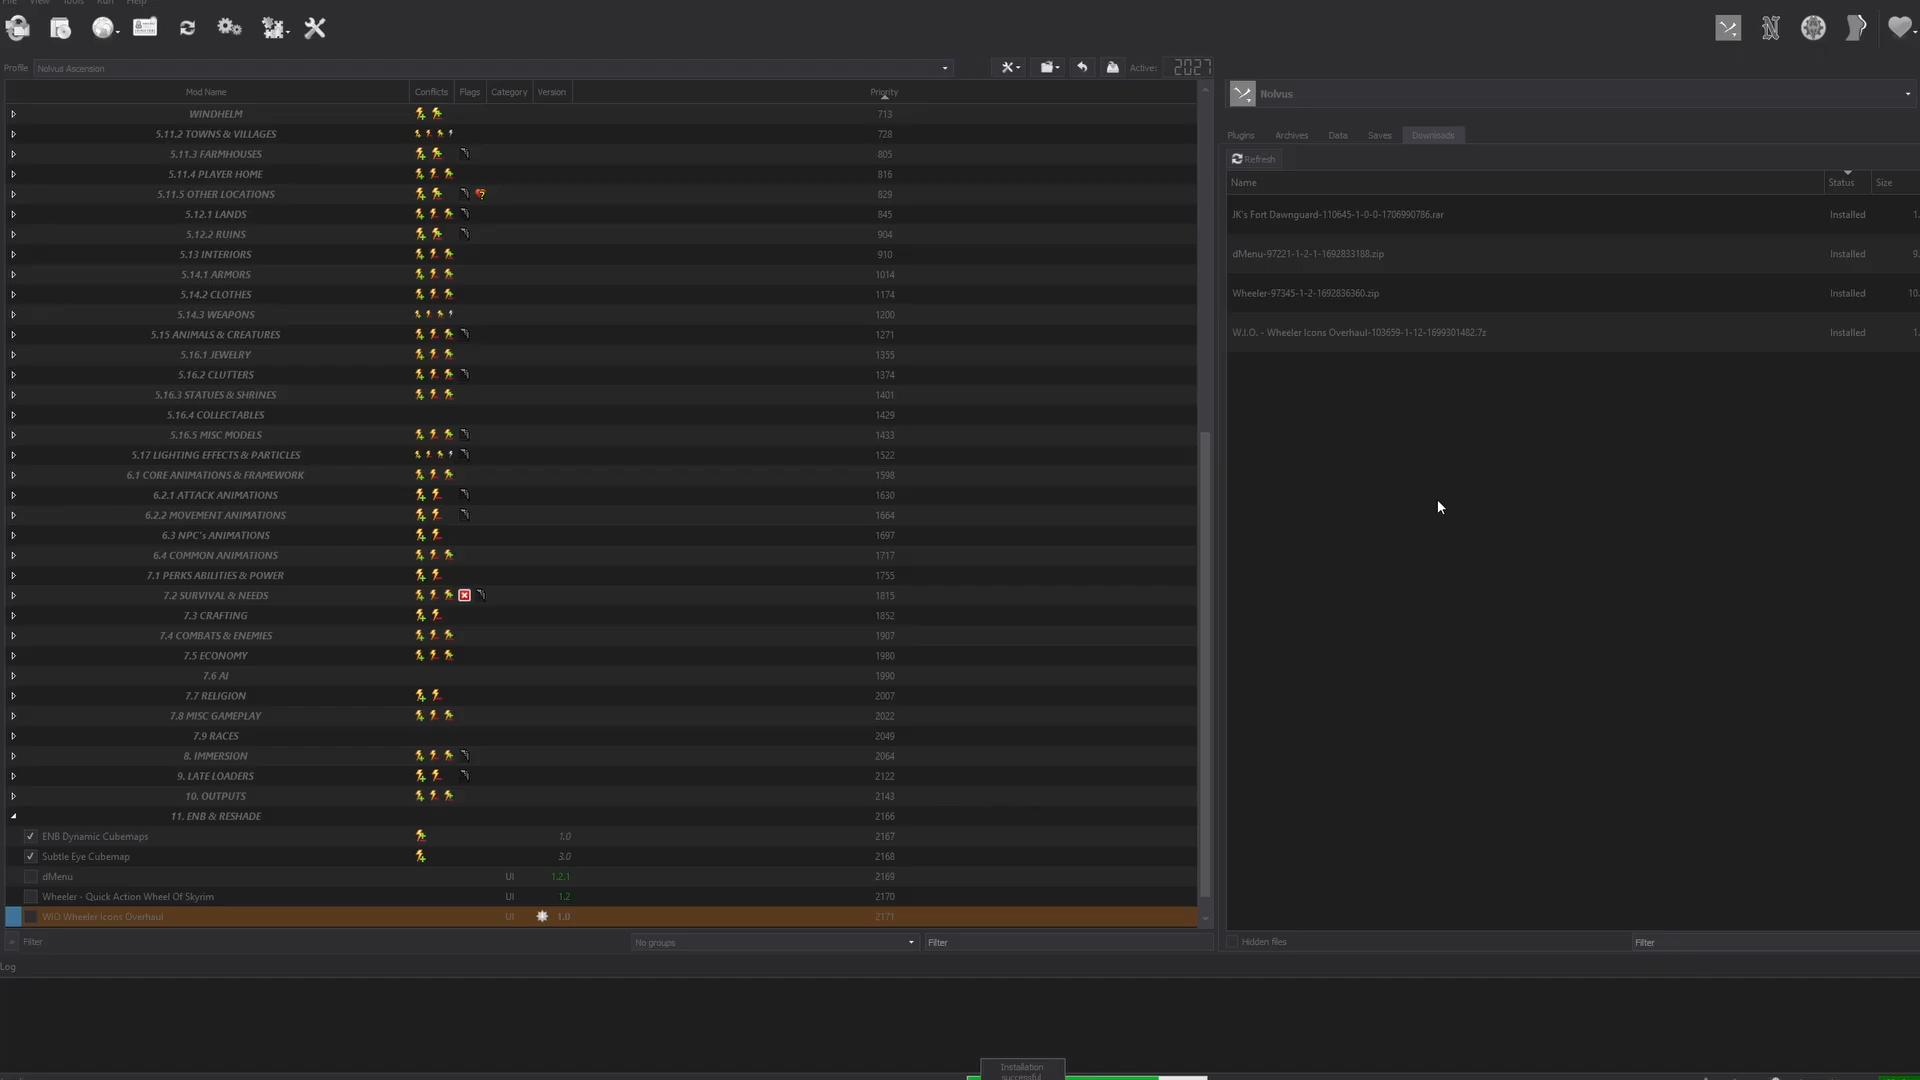 File View Tools Run Help
Profile Nolvus Ascension Active: 2027
Mod Name Conflicts Flags Category Version Priority
WINDHELM 713
5.11.2 TOWNS & VILLAGES 728
5.11.3 FARMHOUSES 805
5.11.4 PLAYER HOME 816
5.11.5 OTHER LOCATIONS 829
5.12.1 LANDS 845
5.12.2 RUINS 904
5.13 INTERIORS 910
5.14.1 ARMORS 1014
5.14.2 CLOTHES 1174
5.14.3 WEAPONS 1200
5.15 ANIMALS & CREATURES 1271
5.16.1 JEWELRY 1355
5.16.2 CLUTTERS 1374
5.16.3 STATUES & SHRINES 1401
5.16.4 COLLECTABLES 1429
5.16.5 MISC MODELS 1433
5.17 LIGHTING EFFECTS & PARTICLES 1522
6.1 CORE ANIMATIONS & FRAMEWORK 1598
6.2.1 ATTACK ANIMATIONS 1630
6.2.2 MOVEMENT ANIMATIONS 1664
6.3 NPC's ANIMATIONS 1697
6.4 COMMON ANIMATIONS 1717
7.1 PERKS ABILITIES & POWER 1755
7.2 SURVIVAL & NEEDS 1815
7.3 CRAFTING 1852
7.4 COMBATS & ENEMIES 1907
7.5 ECONOMY 1980
7.6 AI 1990
7.7 RELIGION 2007
7.8 MISC GAMEPLAY 2022
7.9 RACES 2049
8. IMMERSION 2064
9. LATE LOADERS 2122
10. OUTPUTS 2143
11. ENB & RESHADE 2166
ENB Dynamic Cubemaps 1.0 2167
Subtle Eye Cubemap 3.0 2168
dMenu UI 1.2.1 2169
Wheeler - Quick Action Wheel Of Skyrim UI 1.2 2170
WIO Wheeler Icons Overhaul UI 1.0 2171
Filter No groups Filter
Nolvus
Plugins Archives Data Saves Downloads
Refresh
Name Status Size
JK's Fort Dawnguard-110645-1-0-0-1706990786.rar Installed 1.
dMenu-97221-1-2-1-1692833188.zip Installed 9.
Wheeler-97345-1-2-1692836360.zip Installed 10.
W.I.O. - Wheeler Icons Overhaul-103659-1-12-1699301482.7z Installed 1.
Hidden files Filter
Log
Installation
successful